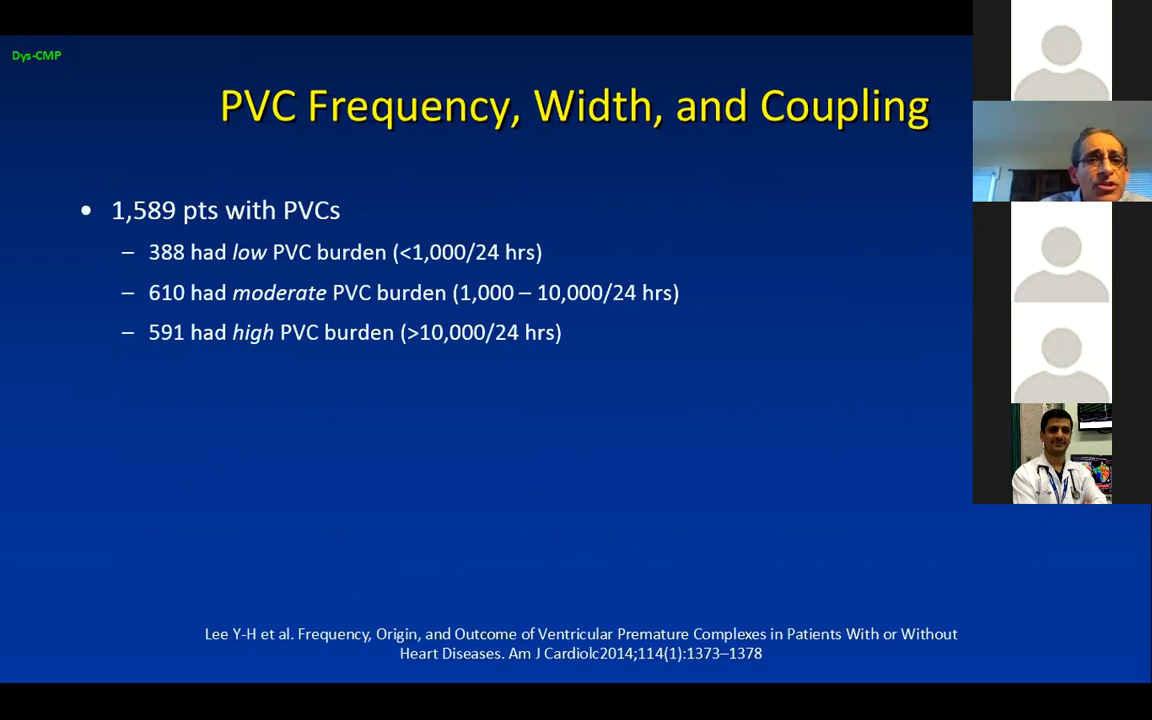 Dys-CMP
PVC Frequency, Width, and Coupling
• 1,589 pts with PVCs
– 388 had low PVC burden (<1,000/24 hrs)
– 610 had moderate PVC burden (1,000 – 10,000/24 hrs)
– 591 had high PVC burden (>10,000/24 hrs)
Lee Y-H et al. Frequency, Origin, and Outcome of Ventricular Premature Complexes in Patients With or Without
Heart Diseases. Am J Cardiolc2014;114(1):1373–1378